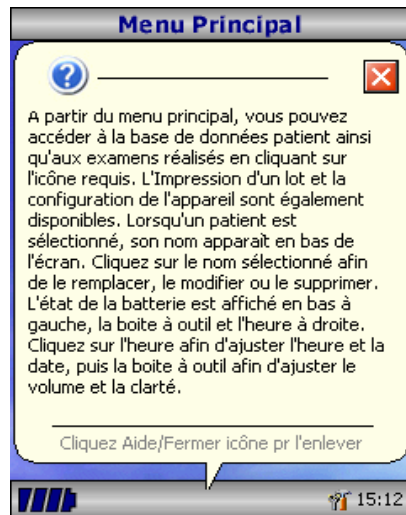 Menu Principal
A partir du menu principal, vous pouvez
accéder à la base de données patient ainsi
qu'aux examens réalisés en cliquant sur
l'icône requis. L'Impression d'un lot et la
configuration de l'appareil sont également
disponibles. Lorsqu'un patient est
sélectionné, son nom apparaît en bas de
l'écran. Cliquez sur le nom sélectionné afin
de le remplacer, le modifier ou le supprimer.
L'état de la batterie est affiché en bas à
gauche, la boite à outil et l'heure à droite.
Cliquez sur l'heure afin d'ajuster l'heure et la
date, puis la boite à outil afin d'ajuster le
volume et la clarté.
Cliquez Aide/Fermer icône pr l'enlever
15:12